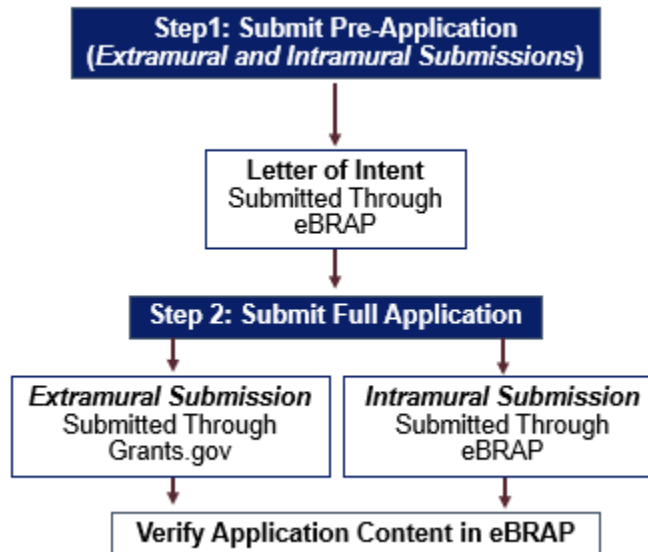 Step1: Submit Pre-Application
(Extramural and Intramural Submissions)
Letter of Intent
Submitted Through
eBRAP
Step 2: Submit Full Application
Extramural Submission
Submitted Through
Grants.gov
Intramural Submission
Submitted Through
eBRAP
Verify Application Content in eBRAP